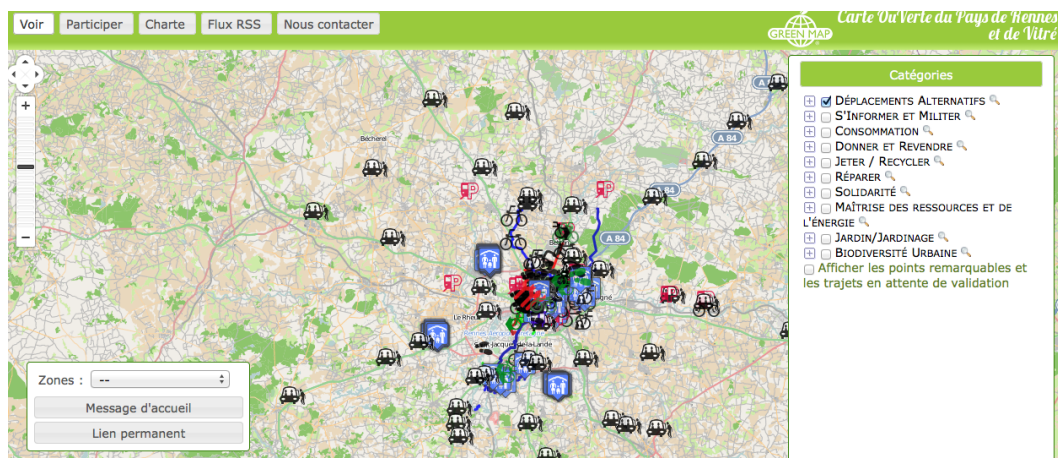 Voir
Participer
Charte
Flux RSS
Nous contacter
GREEN MAP
Carte OuVerte du Pays de Rennes
et de Vitré
Catégories
DÉPLACEMENTS ALTERNATIFS
S'INFORMER ET MILITER
CONSOMMATION
DONNER ET REVENDRE
JETER / RECYCLER
RÉPARER
SOLIDARITÉ
MAÎTRISE DES RESSOURCES ET DE
L'ÉNERGIE
JARDIN/JARDINAGE
BIODIVERSITÉ URBAINE
Afficher les points remarquables et
les trajets en attente de validation
Bécherel
A 84
A 84
Le Rheu
Saint-Jacques-de-la-Lande
Zones :
--
Message d'accueil
Lien permanent